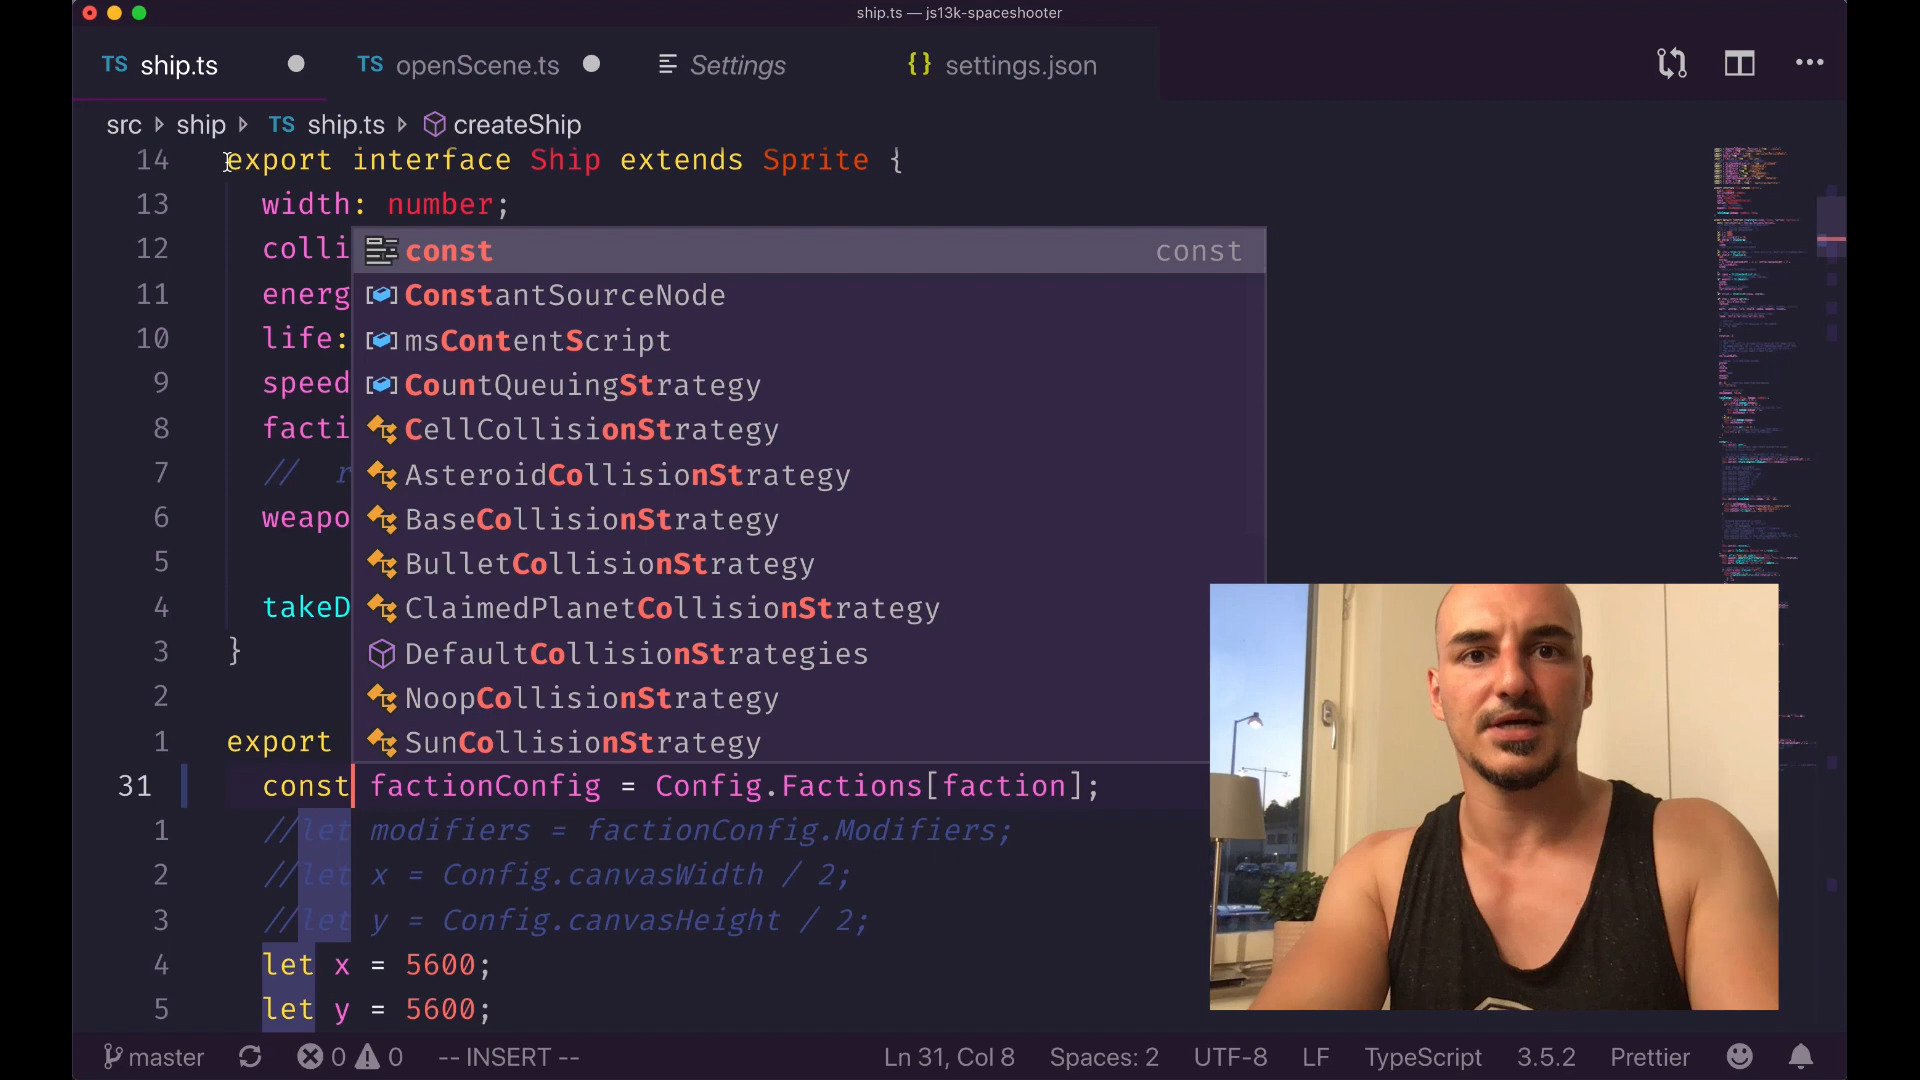 ship.ts — js13k-spaceshooter
TS ship.ts TS openScene.ts Settings {} settings.json
src ship TS ship.ts createShip
14 export interface Ship extends Sprite {
13 width: number;
12 colli
11 energ
10 life:
9 speed
8 facti
7 // r
6 weapo
5
4 takeD
3 }
2
1 export
const const
ConstantSourceNode
msContentScript
CountQueuingStrategy
CellCollisionStrategy
AsteroidCollisionStrategy
BaseCollisionStrategy
BulletCollisionStrategy
ClaimedPlanetCollisionStrategy
DefaultCollisionStrategies
NoopCollisionStrategy
SunCollisionStrategy
31 const factionConfig = Config.Factions[faction];
1 //let modifiers = factionConfig.Modifiers;
2 //let x = Config.canvasWidth / 2;
3 //let y = Config.canvasHeight / 2;
4 let x = 5600;
5 let y = 5600;
master 0 0 -- INSERT -- Ln 31, Col 8 Spaces: 2 UTF-8 LF TypeScript 3.5.2 Prettier